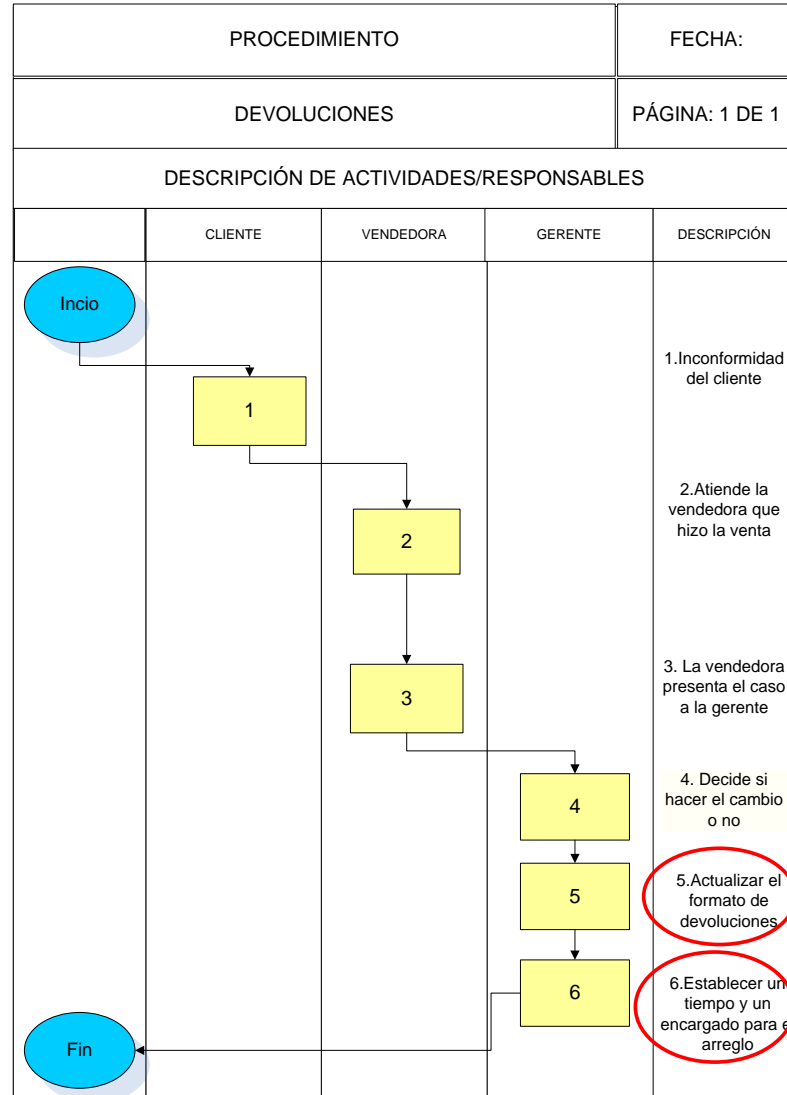 PROCEDIMIENTO
FECHA:
DEVOLUCIONES
PÁGINA: 1 DE 1
DESCRIPCIÓN DE ACTIVIDADES/RESPONSABLES
CLIENTE
VENDEDORA
GERENTE
DESCRIPCIÓN
Incio
1
1.Inconformidad
del cliente
2
2.Atiende la
vendedora que
hizo la venta
3
3. La vendedora
presenta el caso
a la gerente
4
4. Decide si
hacer el cambio
o no
5
5.Actualizar el
formato de
devoluciones
6
6.Establecer un
tiempo y un
encargado para e
arreglo
Fin